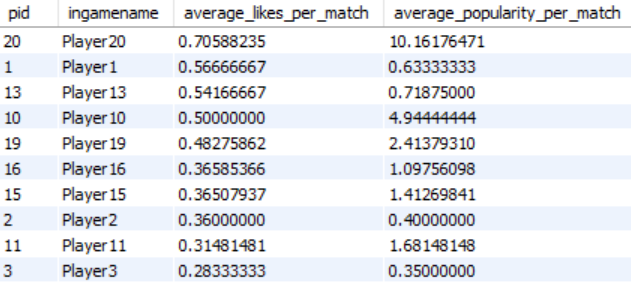 pid ingamename average_likes_per_match average_popularity_per_match
20 Player20 0.70588235 10.16176471
1 Player1 0.56666667 0.63333333
13 Player13 0.54166667 0.71875000
10 Player10 0.50000000 4.94444444
19 Player19 0.48275862 2.41379310
16 Player16 0.36585366 1.09756098
15 Player15 0.36507937 1.41269841
2 Player2 0.36000000 0.40000000
11 Player11 0.31481481 1.68148148
3 Player3 0.28333333 0.35000000